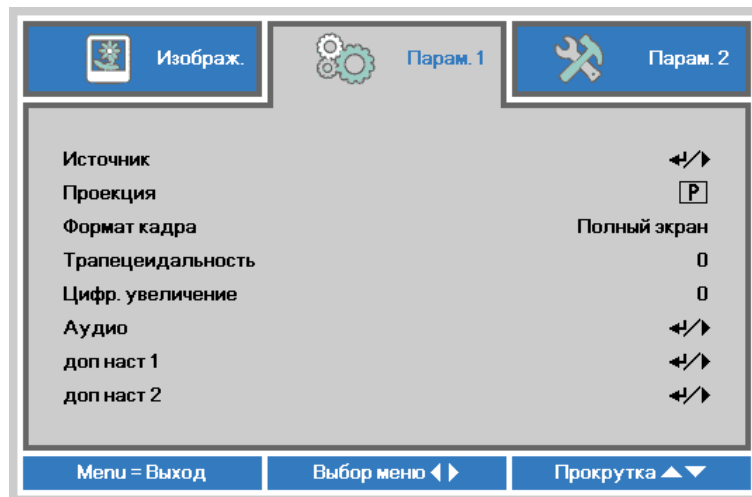 Изображ. Парам. 1 Парам. 2
Источник
Проекция P
Формат кадра Полный экран
Трапецеидальность 0
Цифр. увеличение 0
Аудио
доп наст 1
доп наст 2
Menu = Выход Выбор меню Прокрутка